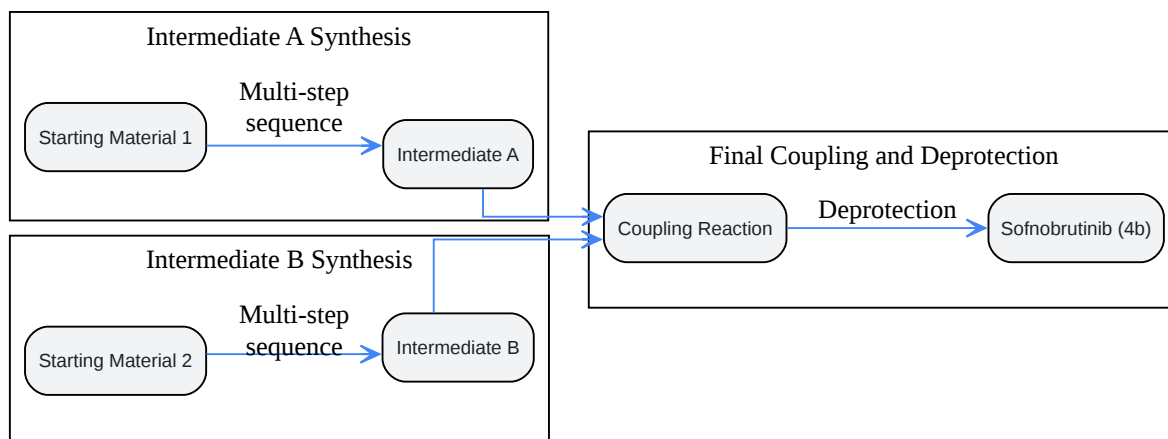 Intermediate A Synthesis
Multi-step
sequence
Starting Material 1
Intermediate A
Intermediate B Synthesis
Multi-step
sequence
Starting Material 2
Intermediate B
Final Coupling and Deprotection
Coupling Reaction
Deprotection
Sofnobrutinib (4b)